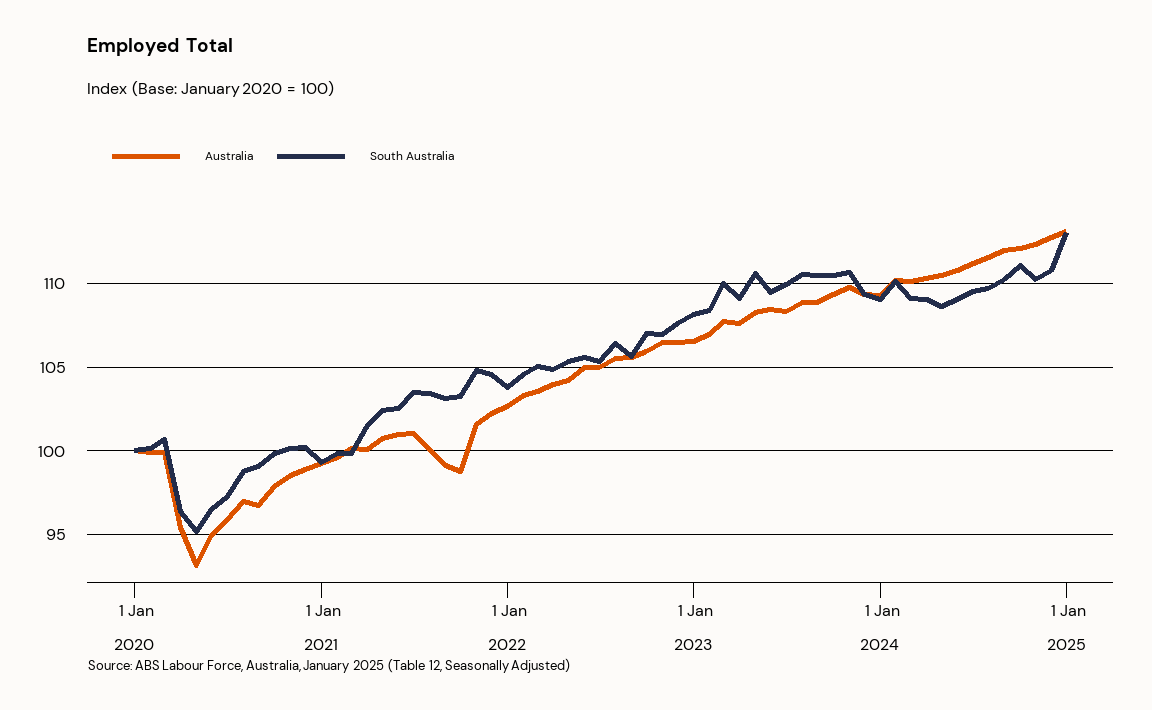 Employed Total
Index (Base: January 2020 = 100)
Australia South Australia
110
105
100
95
1 Jan 1 Jan 1 Jan 1 Jan 1 Jan 1 Jan
2020 2021 2022 2023 2024 2025
Source: ABS Labour Force, Australia, January 2025 (Table 12, Seasonally Adjusted)